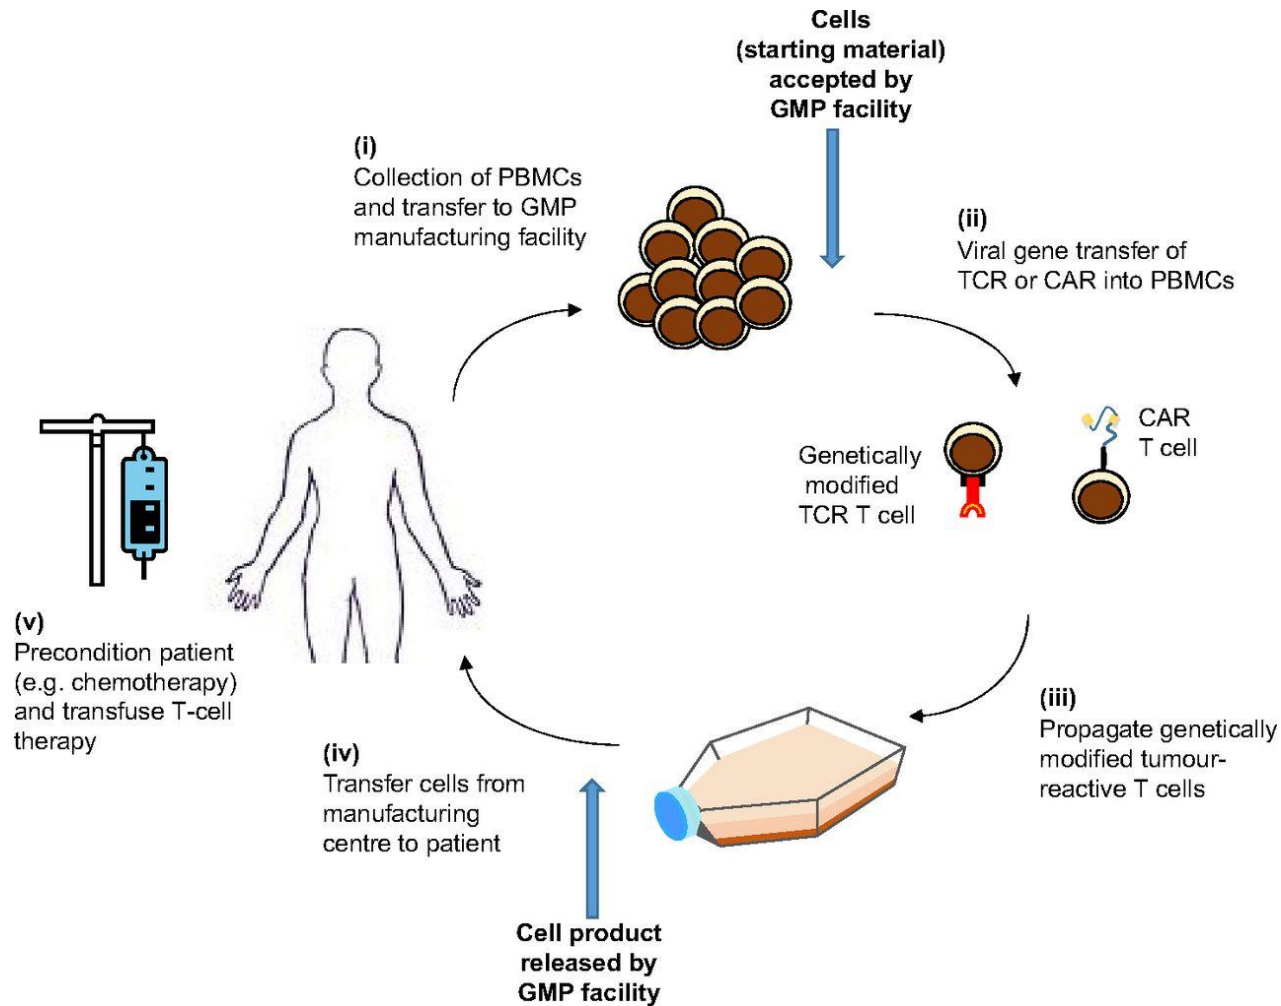 Cells
(starting material)
accepted by
GMP facility
(i)
Collection of PBMCs
and transfer to GMP
manufacturing facility
(ii)
Viral gene transfer of
TCR or CAR into PBMCs
CAR
T cell
Genetically
modified
TCR T cell
(iii)
Propagate genetically
modified tumour-
reactive T cells
(iv)
Transfer cells from
manufacturing
centre to patient
(v)
Precondition patient
(e.g. chemotherapy)
and transfuse T-cell
therapy
Cell product
released by
GMP facility